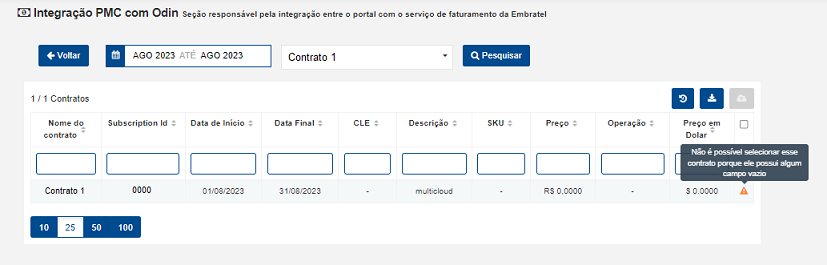 Integração PMC com Odin Seção responsável pela integração entre o portal com o serviço de faturamento da Embratel
Voltar AGO 2023 ATÉ AGO 2023 Contrato 1 Pesquisar
1 / 1 Contratos
Nome do contrato Subscription Id Data de Inicio Data Final CLE Descrição SKU Preço Operação Preço em Dolar
Não é possível selecionar esse
contrato porque ele possui algum
campo vazio
Contrato 1 0000 01/08/2023 31/08/2023 - multicloud - R$ 0,0000 - $ 0.0000
10 25 50 100